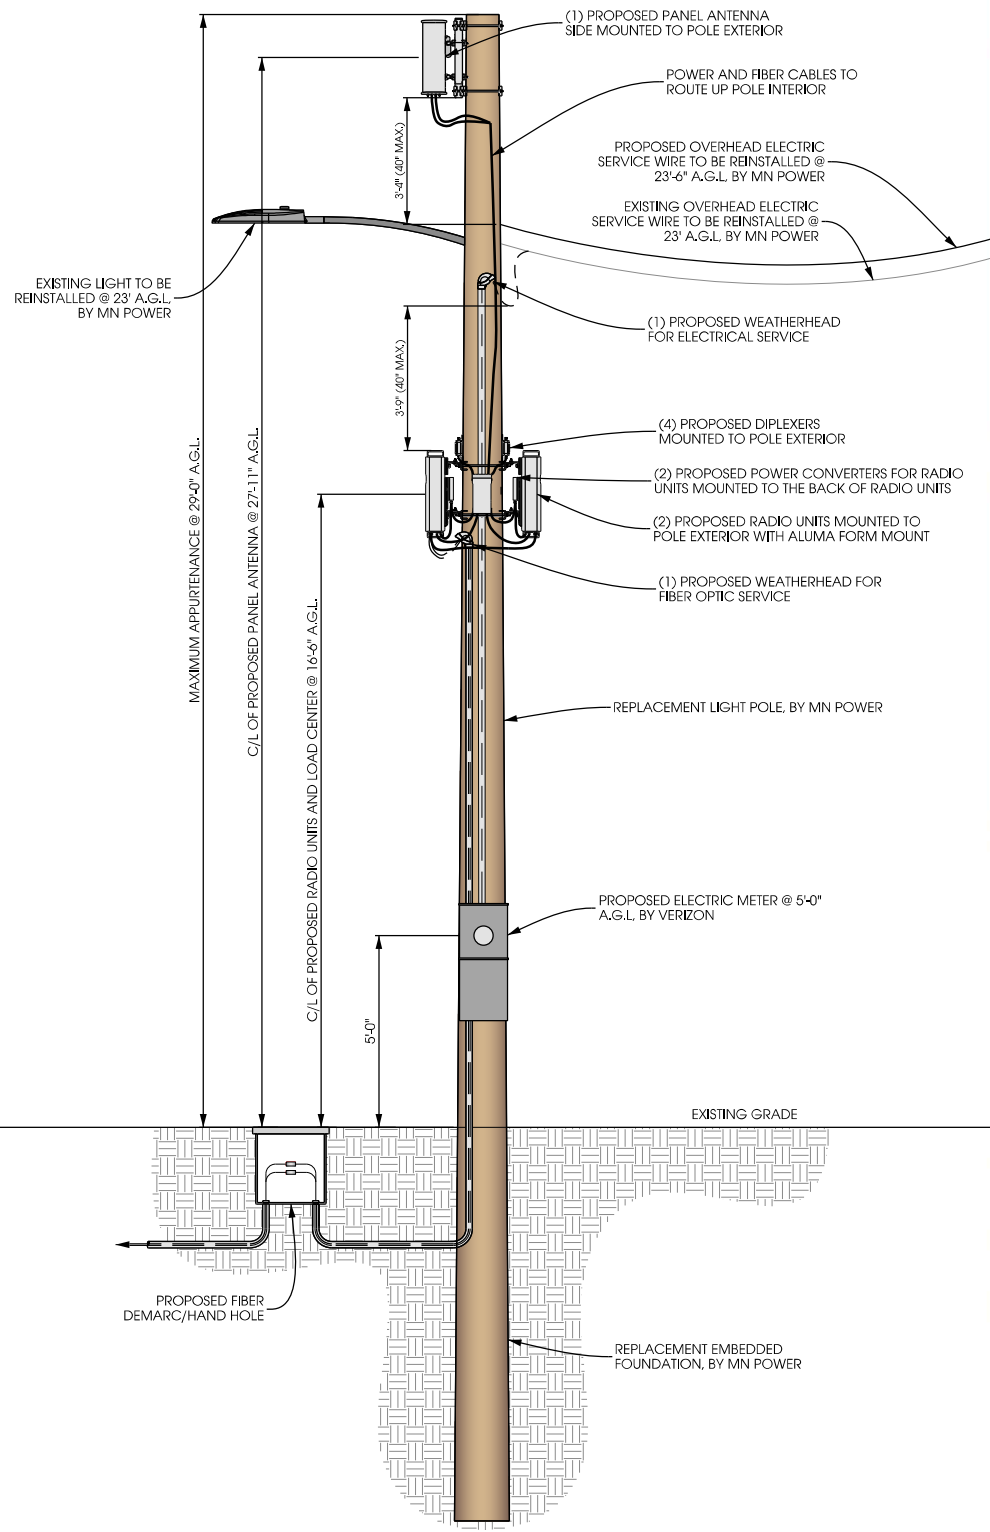 (1) PROPOSED PANEL ANTENNA
SIDE MOUNTED TO POLE EXTERIOR
POWER AND FIBER CABLES TO
ROUTE UP POLE INTERIOR
PROPOSED OVERHEAD ELECTRIC
SERVICE WIRE TO BE REINSTALLED @
23'-6" A.G.L, BY MN POWER
EXISTING OVERHEAD ELECTRIC
SERVICE WIRE TO BE REINSTALLED @
23' A.G.L, BY MN POWER
3'-4" (40" MAX.)
EXISTING LIGHT TO BE
REINSTALLED @ 23' A.G.L,
BY MN POWER
(1) PROPOSED WEATHERHEAD
FOR ELECTRICAL SERVICE
3'-9" (40" MAX.)
(4) PROPOSED DIPLEXERS
MOUNTED TO POLE EXTERIOR
(2) PROPOSED POWER CONVERTERS FOR RADIO
UNITS MOUNTED TO THE BACK OF RADIO UNITS
(2) PROPOSED RADIO UNITS MOUNTED TO
POLE EXTERIOR WITH ALUMA FORM MOUNT
(1) PROPOSED WEATHERHEAD FOR
FIBER OPTIC SERVICE
MAXIMUM APPURTENANCE @ 29'-0" A.G.L.
C/L OF PROPOSED PANEL ANTENNA @ 27'-11" A.G.L.
C/L OF PROPOSED RADIO UNITS AND LOAD CENTER @ 16'-6" A.G.L.
REPLACEMENT LIGHT POLE, BY MN POWER
PROPOSED ELECTRIC METER @ 5'-0"
A.G.L, BY VERIZON
5'-0"
EXISTING GRADE
PROPOSED FIBER
DEMARC/HAND HOLE
REPLACEMENT EMBEDDED
FOUNDATION, BY MN POWER